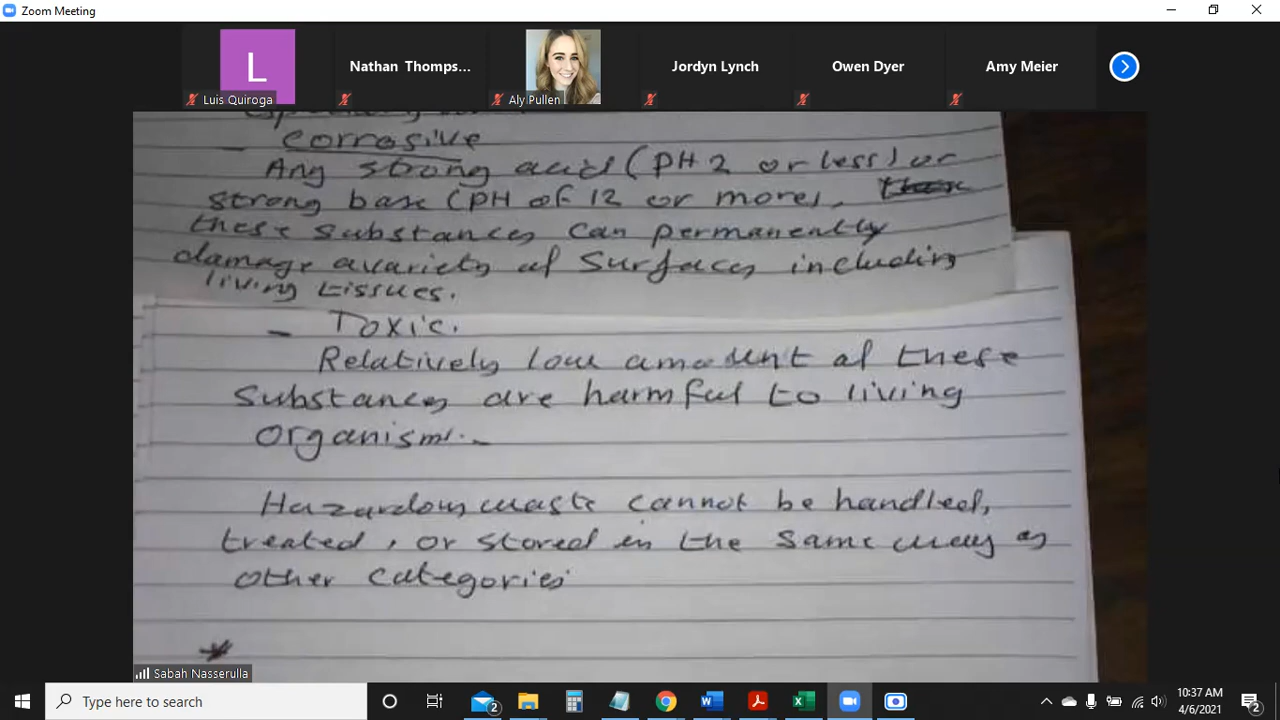 Zoom Meeting
L
Luis Quiroga
Nathan Thomps...
Aly Pullen
Jordyn Lynch
Owen Dyer
Amy Meier
- Corrosive
Any strong acid (PH 2 or less) or
strong base (PH of 12 or more).
these substances can permanently
damage a variety of surfaces including
living tissues.
- Toxic.
Relatively low amount of these
Substances are harmful to living
organisms.
Hazardous waste cannot be handled,
treated, or stored in the same way as
other categories
*
Sabah Nasserulla
Type here to search
2
10:37 AM
4/6/2021
2